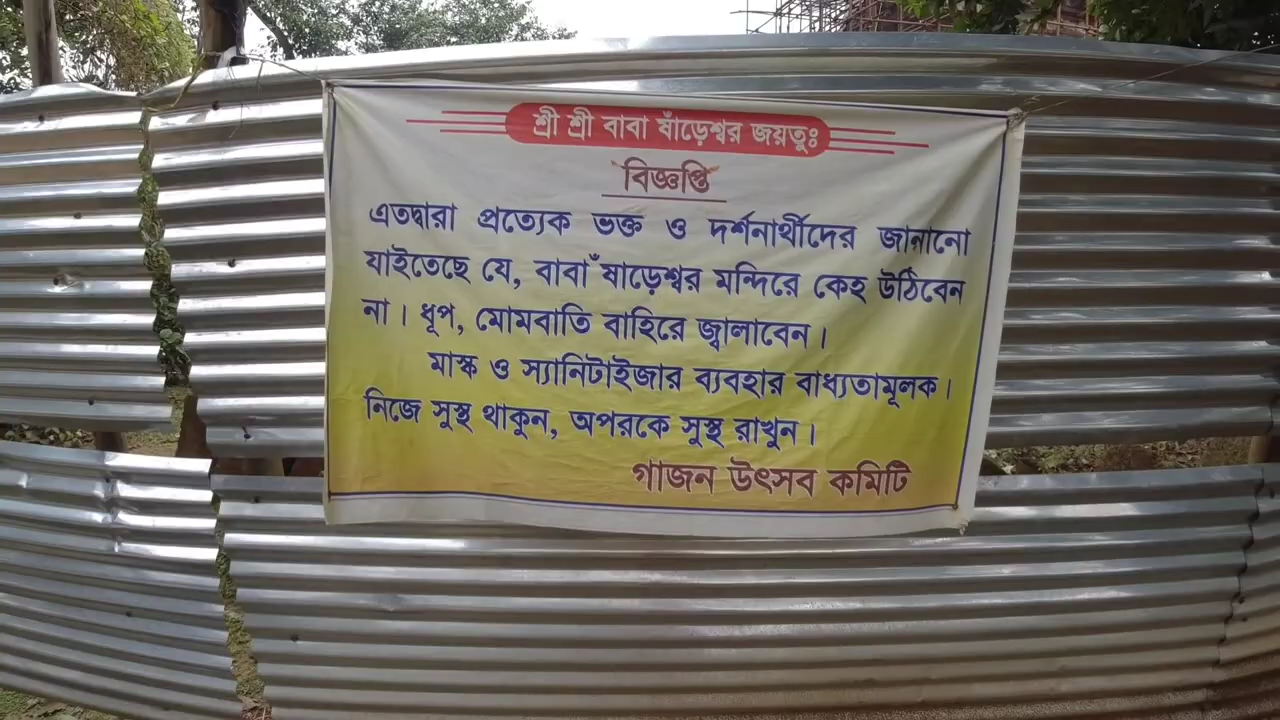 শ্রী শ্রী বাবা ষাঁড়েশ্বর জয়তুঃ
বিজ্ঞপ্তি
এতদ্বারা প্রত্যেক ভক্ত ও দর্শনার্থীদের জানানো
যাইতেছে যে, বাবাঁ ষাড়েশ্বর মন্দিরে কেহ উঠিবেন
না। ধূপ, মোমবাতি বাহিরে জ্বালাবেন।
মাস্ক ও স্যানিটাইজার ব্যবহার বাধ্যতামূলক।
নিজে সুস্থ থাকুন, অপরকে সুস্থ রাখুন।
গাজন উৎসব কমিটি